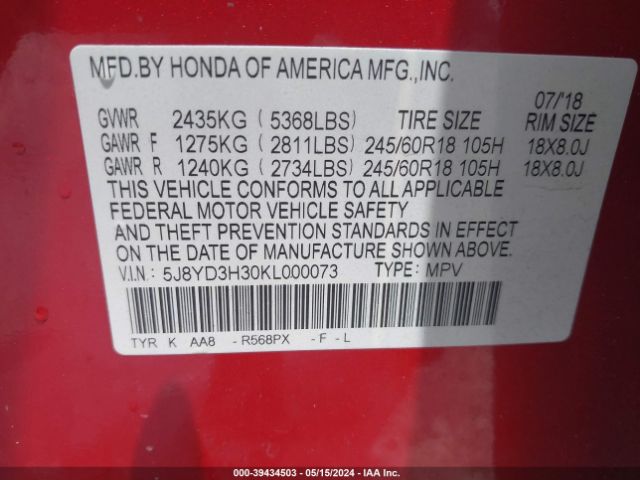 MFD.BY HONDA OF AMERICA MFG.,INC.
07/'18
GVWR 2435KG ( 5368LBS) TIRE SIZE RIM SIZE
GAWR F 1275KG ( 2811LBS) 245/60R18 105H 18X8.0J
GAWR R 1240KG ( 2734LBS) 245/60R18 105H 18X8.0J
THIS VEHICLE CONFORMS TO ALL APPLICABLE
FEDERAL MOTOR VEHICLE SAFETY
AND THEFT PREVENTION STANDARDS IN EFFECT
ON THE DATE OF MANUFACTURE SHOWN ABOVE.
V.I.N.: 5J8YD3H30KL000073 TYPE: MPV
TYR K AA8 - R568PX - F - L
000-39434503 - 05/15/2024 - IAA Inc.